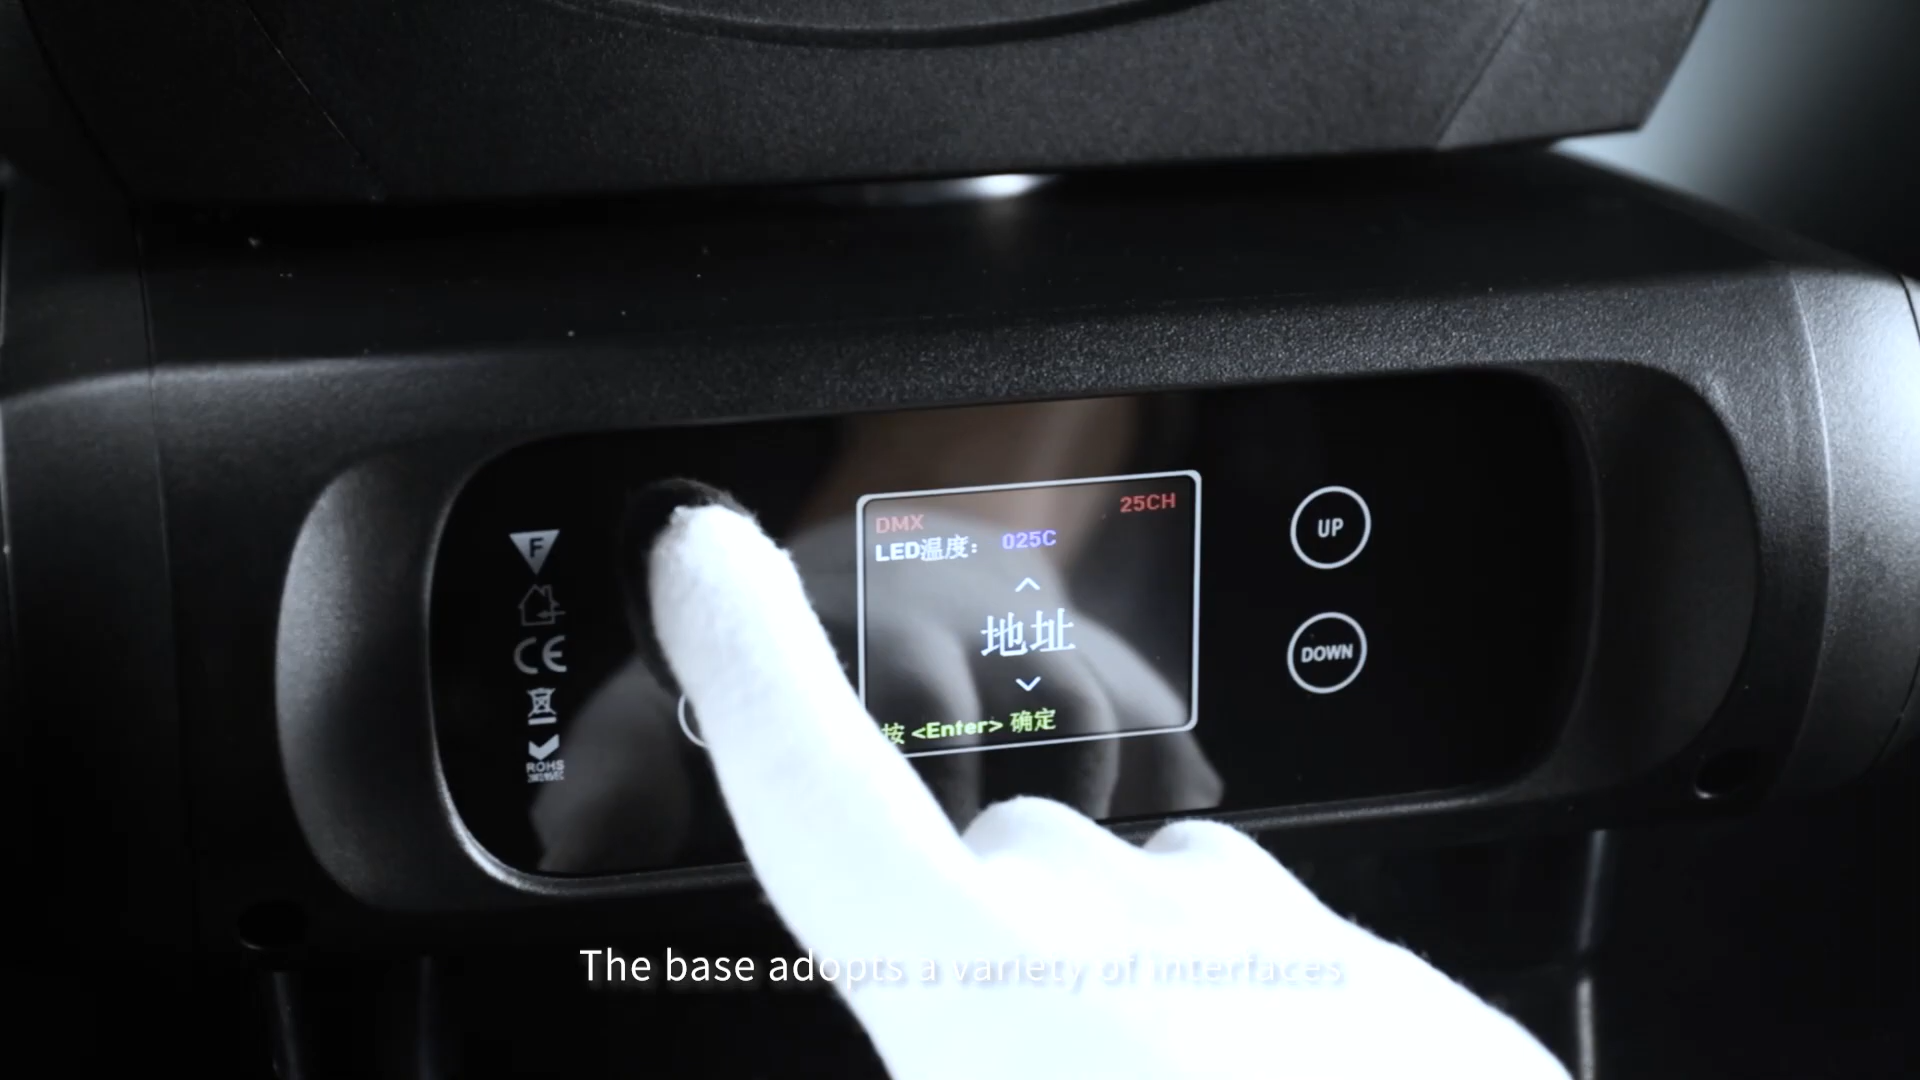 DMX
25CH
LED温度: 025C
地址
按 <Enter> 确定
UP
DOWN
F
CE
ROHS
The base adopts a variety of interfaces